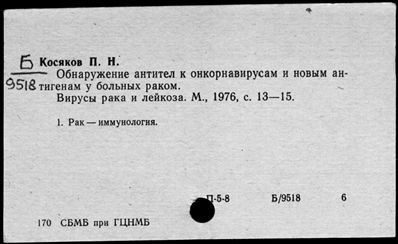 Б Косяков П. Н.
9518 Обнаружение антител к онкорнавирусам и новым ан-
тигенам у больных раком.
Вирусы рака и лейкоза. М., 1976, с. 13—15.
1. Рак — иммунология.
П-5-8 Б/9518 6
170 СБМБ при ГЦНМБ